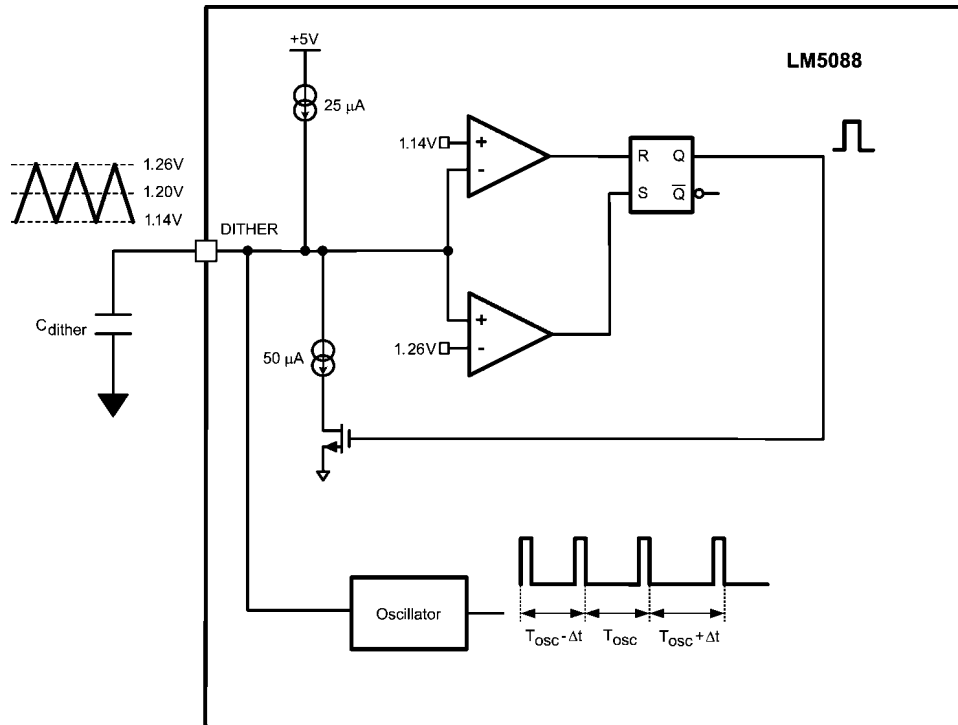 LM5088
+5V
25 μA
1.14V
+
-
R Q
S Q̅
1.26V
1.20V
1.14V
DITHER
Cdither
+
1.26V
-
50 μA
Oscillator
Tosc - Δt
Tosc
Tosc + Δt